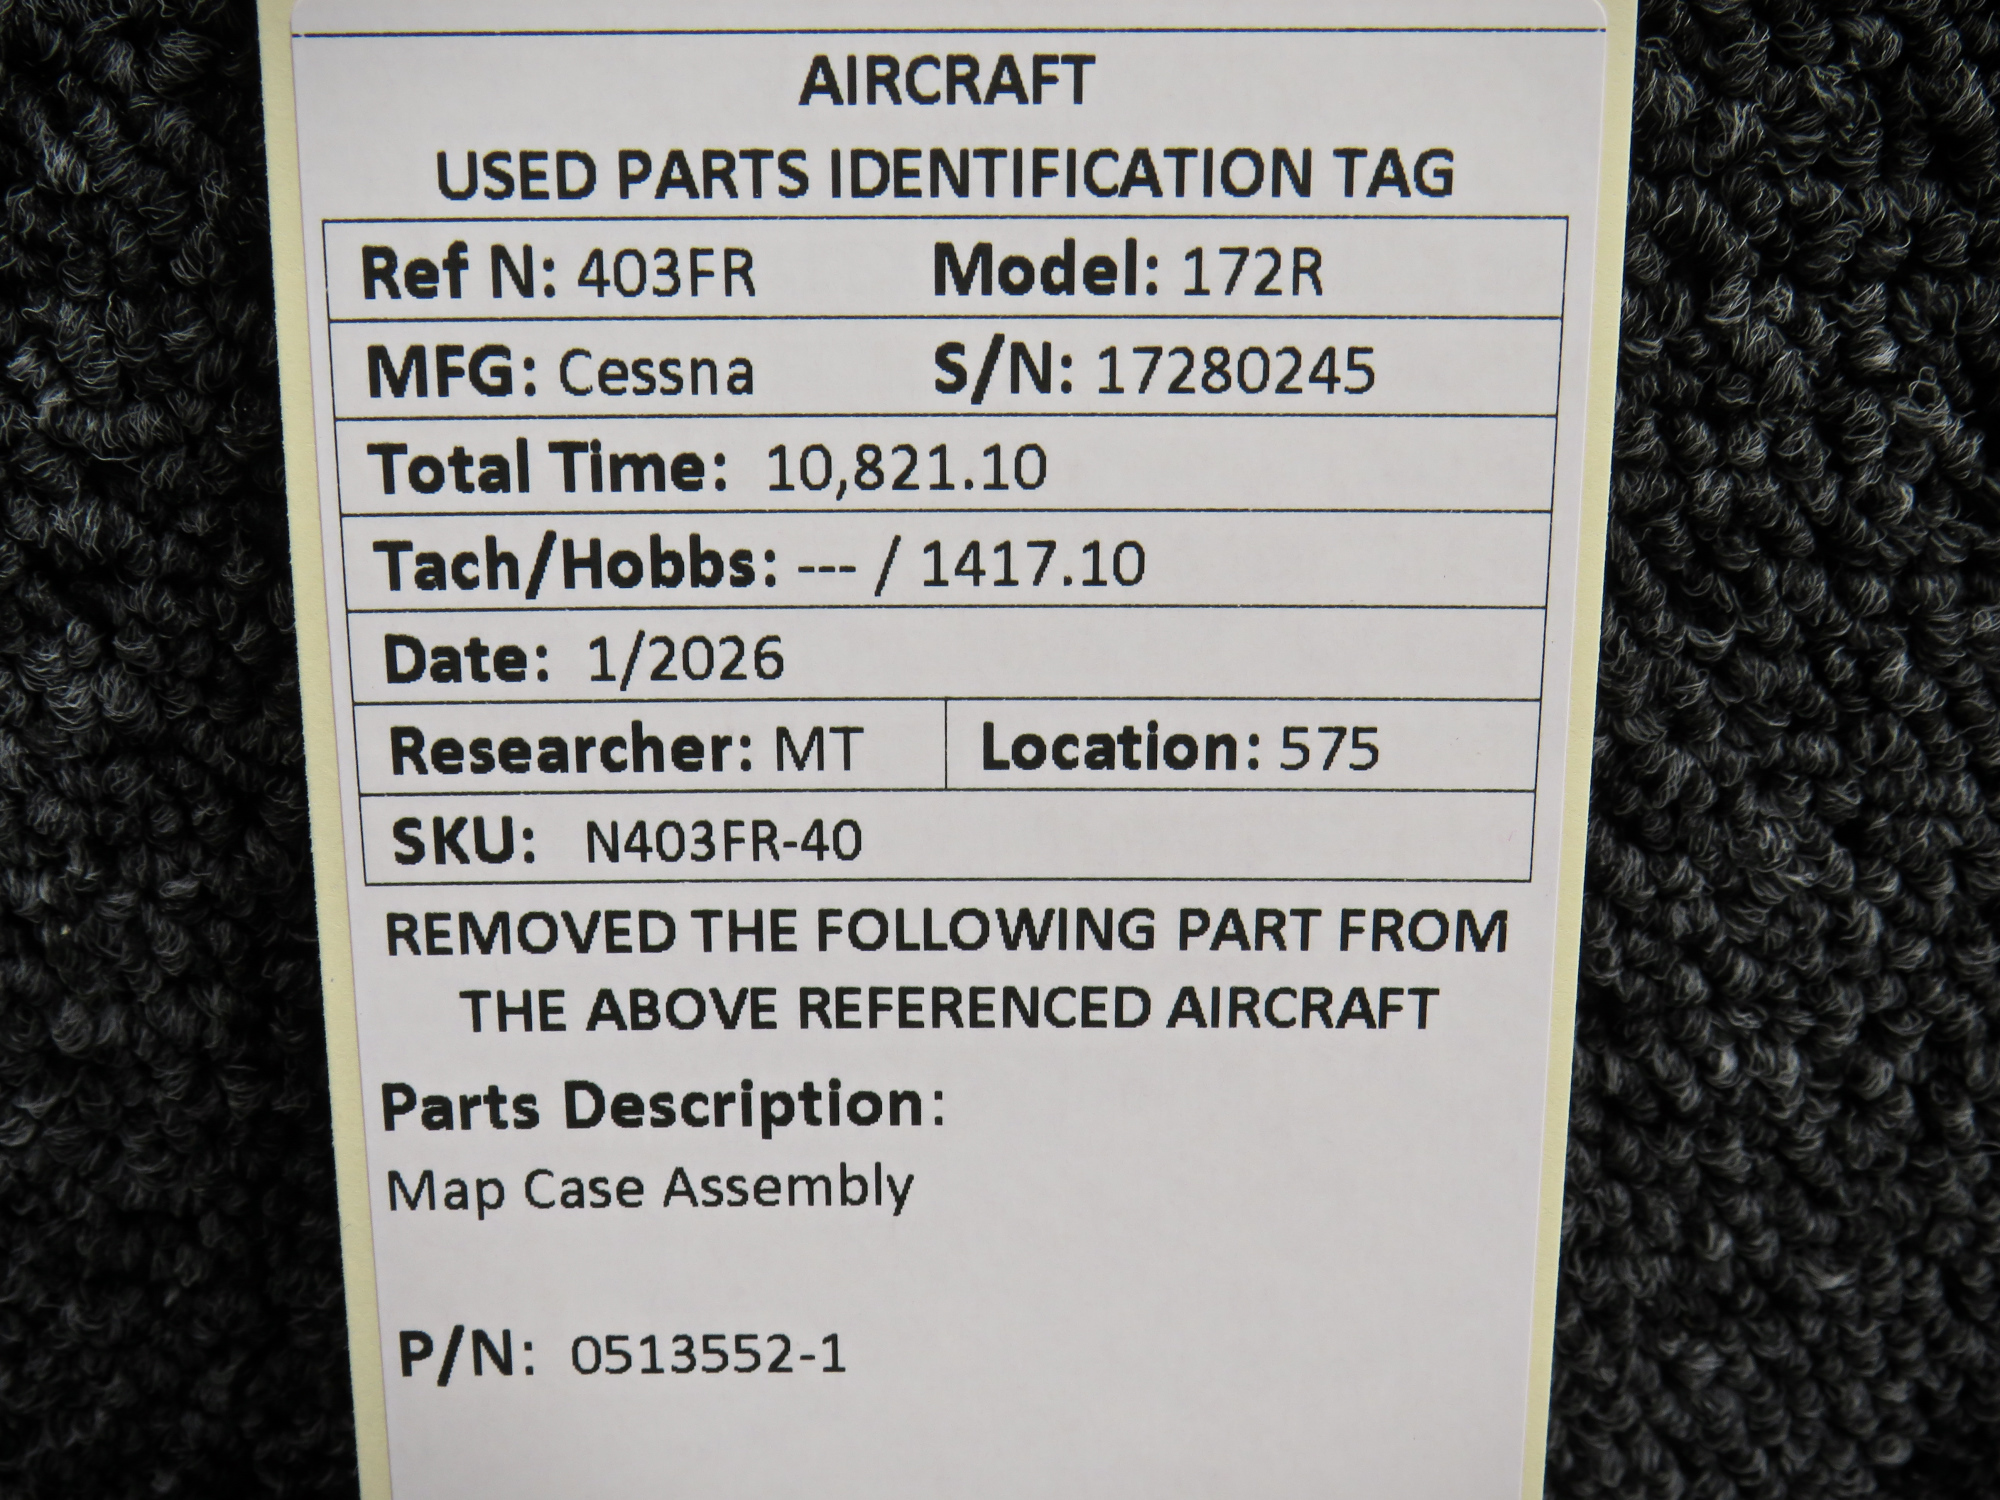 AIRCRAFT
USED PARTS IDENTIFICATION TAG
Ref N: 403FR Model: 172R
MFG: Cessna S/N: 17280245
Total Time: 10,821.10
Tach/Hobbs: --- / 1417.10
Date: 1/2026
Researcher: MT Location: 575
SKU: N403FR-40
REMOVED THE FOLLOWING PART FROM
THE ABOVE REFERENCED AIRCRAFT
Parts Description:
Map Case Assembly
P/N: 0513552-1